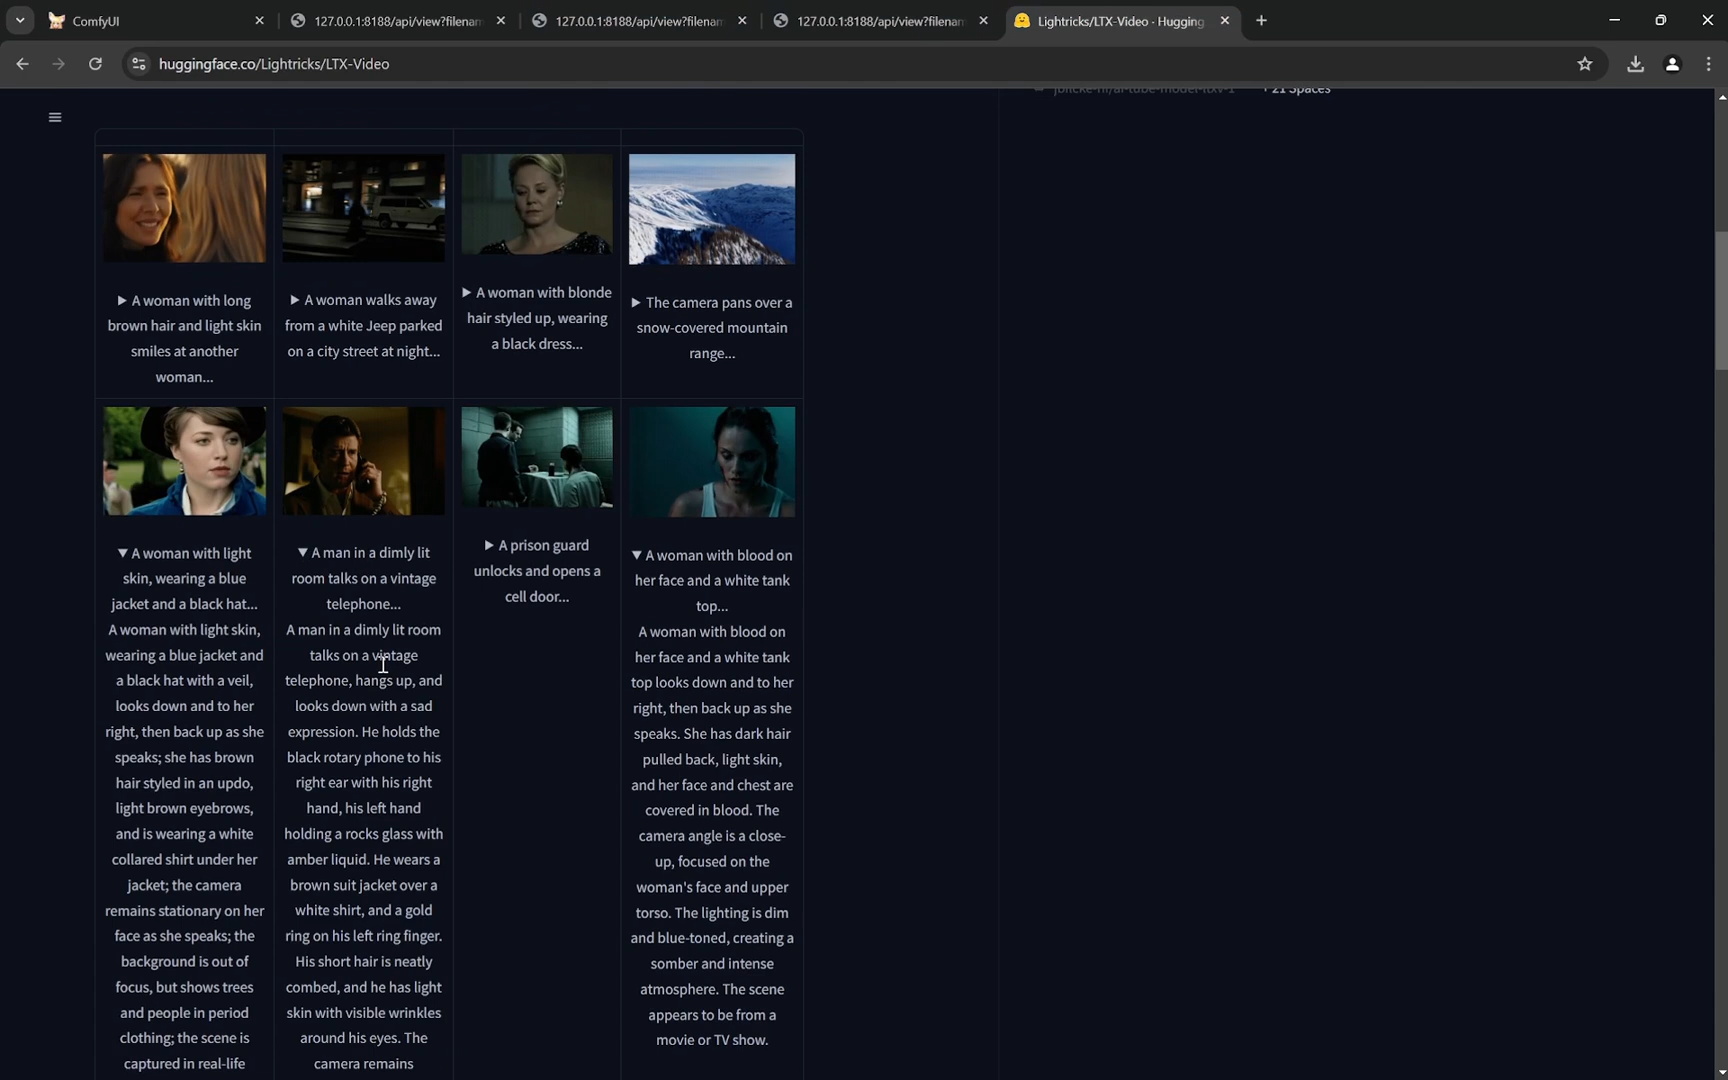 ComfyUI
127.0.0.1:8188/api/view?filenam
127.0.0.1:8188/api/view?filenam
127.0.0.1:8188/api/view?filenam
Lightricks/LTX-Video - Hugging
huggingface.co/Lightricks/LTX-Video
+ 21 Spaces
▶ A woman with long
brown hair and light skin
smiles at another
woman...
▶ A woman walks away
from a white Jeep parked
on a city street at night...
▶ A woman with blonde
hair styled up, wearing
a black dress...
▶ The camera pans over a
snow-covered mountain
range...
▼ A woman with light
skin, wearing a blue
jacket and a black hat...
A woman with light skin,
wearing a blue jacket and
a black hat with a veil,
looks down and to her
right, then back up as she
speaks; she has brown
hair styled in an updo,
light brown eyebrows,
and is wearing a white
collared shirt under her
jacket; the camera
remains stationary on her
face as she speaks; the
background is out of
focus, but shows trees
and people in period
clothing; the scene is
captured in real-life
▼ A man in a dimly lit
room talks on a vintage
telephone...
A man in a dimly lit room
talks on a vintage
telephone, hangs up, and
looks down with a sad
expression. He holds the
black rotary phone to his
right ear with his right
hand, his left hand
holding a rocks glass with
amber liquid. He wears a
brown suit jacket over a
white shirt, and a gold
ring on his left ring finger.
His short hair is neatly
combed, and he has light
skin with visible wrinkles
around his eyes. The
camera remains
▶ A prison guard
unlocks and opens a
cell door...
▼ A woman with blood on
her face and a white tank
top...
A woman with blood on
her face and a white tank
top looks down and to her
right, then back up as she
speaks. She has dark hair
pulled back, light skin,
and her face and chest are
covered in blood. The
camera angle is a close-
up, focused on the
woman's face and upper
torso. The lighting is dim
and blue-toned, creating a
somber and intense
atmosphere. The scene
appears to be from a
movie or TV show.